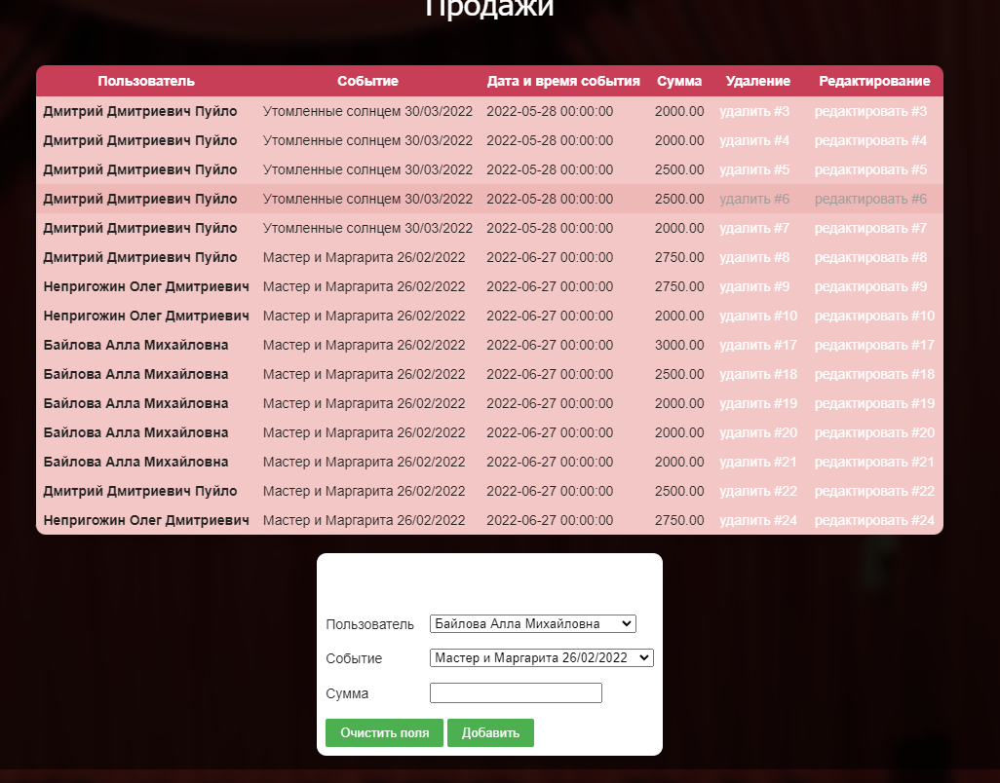 Продажи
Пользователь Событие Дата и время события Сумма Удаление Редактирование
Дмитрий Дмитриевич Пуйло Утомленные солнцем 30/03/2022 2022-05-28 00:00:00 2000.00 удалить #3 редактировать #3
Дмитрий Дмитриевич Пуйло Утомленные солнцем 30/03/2022 2022-05-28 00:00:00 2000.00 удалить #4 редактировать #4
Дмитрий Дмитриевич Пуйло Утомленные солнцем 30/03/2022 2022-05-28 00:00:00 2500.00 удалить #5 редактировать #5
Дмитрий Дмитриевич Пуйло Утомленные солнцем 30/03/2022 2022-05-28 00:00:00 2500.00 удалить #6 редактировать #6
Дмитрий Дмитриевич Пуйло Утомленные солнцем 30/03/2022 2022-05-28 00:00:00 2000.00 удалить #7 редактировать #7
Дмитрий Дмитриевич Пуйло Мастер и Маргарита 26/02/2022 2022-06-27 00:00:00 2750.00 удалить #8 редактировать #8
Непригожин Олег Дмитриевич Мастер и Маргарита 26/02/2022 2022-06-27 00:00:00 2750.00 удалить #9 редактировать #9
Непригожин Олег Дмитриевич Мастер и Маргарита 26/02/2022 2022-06-27 00:00:00 2000.00 удалить #10 редактировать #10
Байлова Алла Михайловна Мастер и Маргарита 26/02/2022 2022-06-27 00:00:00 3000.00 удалить #17 редактировать #17
Байлова Алла Михайловна Мастер и Маргарита 26/02/2022 2022-06-27 00:00:00 2500.00 удалить #18 редактировать #18
Байлова Алла Михайловна Мастер и Маргарита 26/02/2022 2022-06-27 00:00:00 2000.00 удалить #19 редактировать #19
Байлова Алла Михайловна Мастер и Маргарита 26/02/2022 2022-06-27 00:00:00 2000.00 удалить #20 редактировать #20
Байлова Алла Михайловна Мастер и Маргарита 26/02/2022 2022-06-27 00:00:00 2000.00 удалить #21 редактировать #21
Дмитрий Дмитриевич Пуйло Мастер и Маргарита 26/02/2022 2022-06-27 00:00:00 2500.00 удалить #22 редактировать #22
Непригожин Олег Дмитриевич Мастер и Маргарита 26/02/2022 2022-06-27 00:00:00 2750.00 удалить #24 редактировать #24
Пользователь Байлова Алла Михайловна
Событие Мастер и Маргарита 26/02/2022
Сумма
Очистить поля Добавить